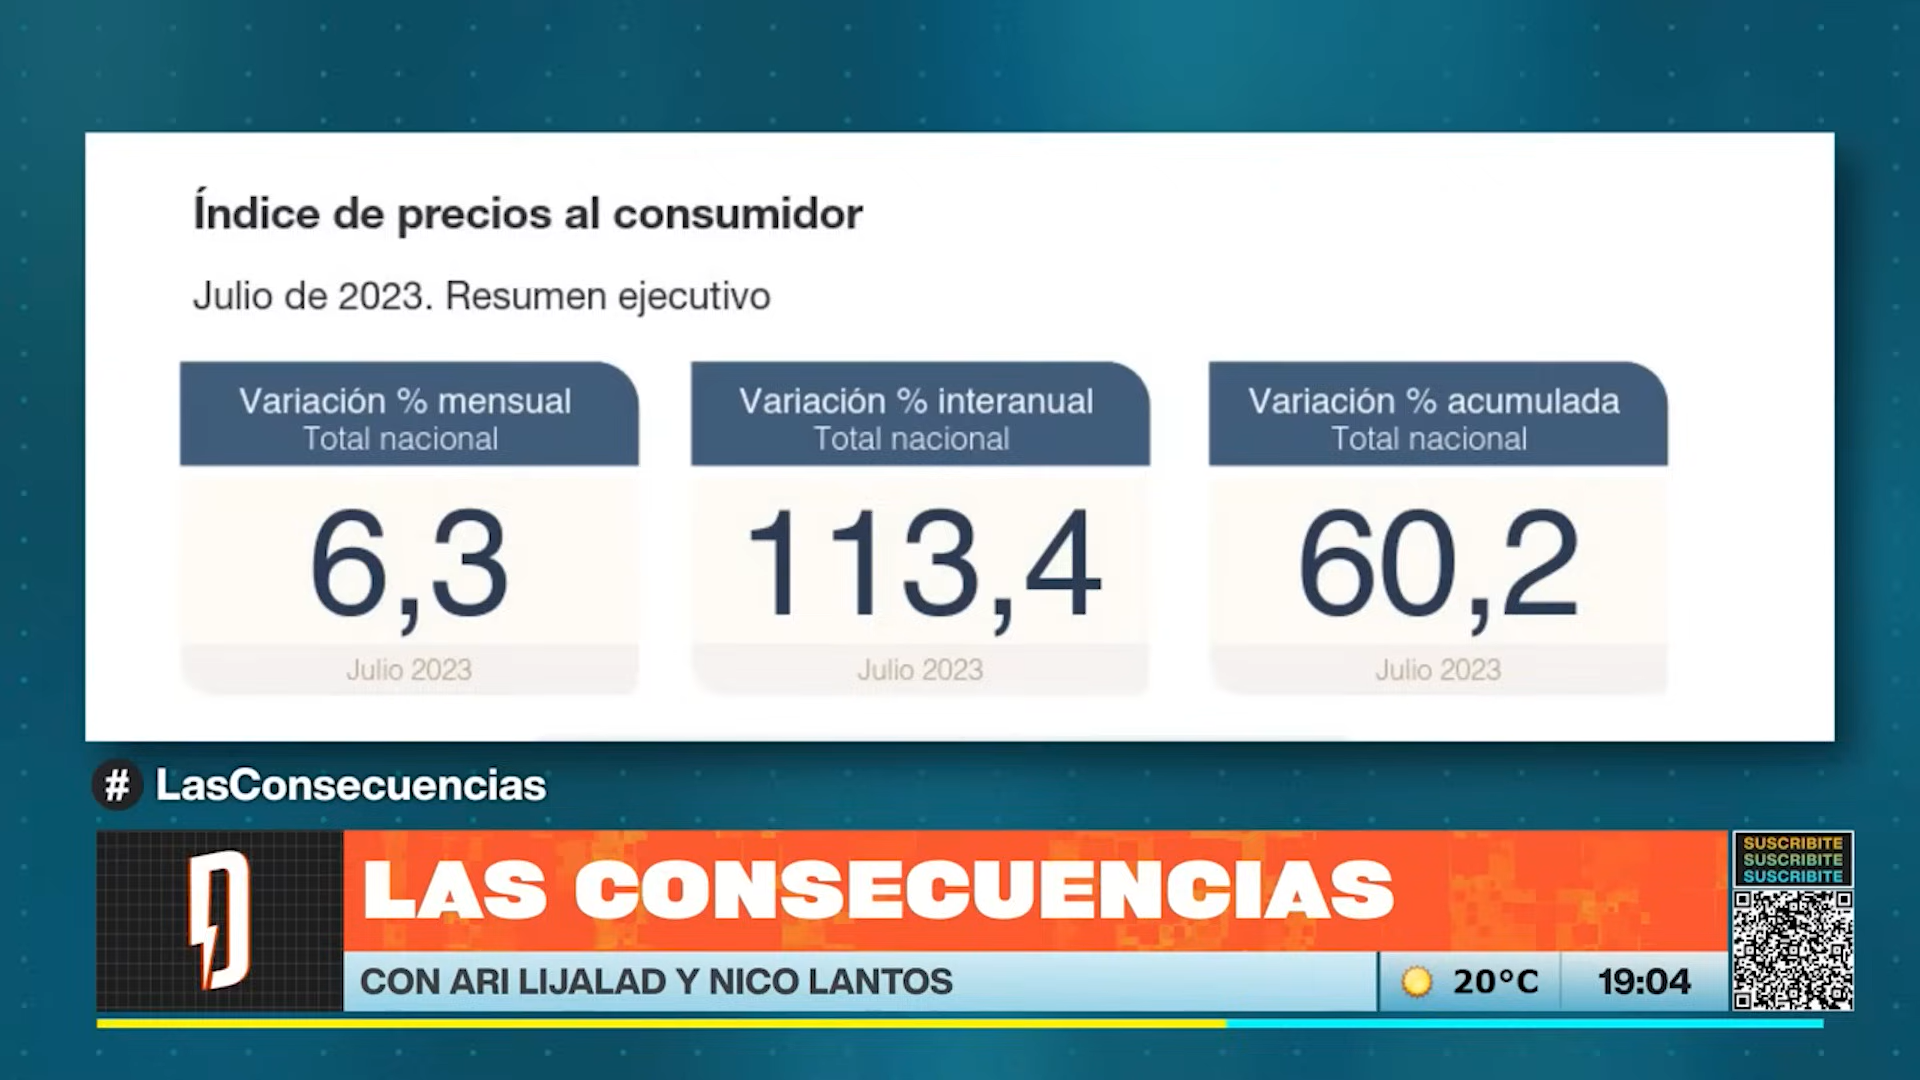 Índice de precios al consumidor
Julio de 2023. Resumen ejecutivo
Variación % mensual
Total nacional
6,3
Julio 2023
Variación % interanual
Total nacional
113,4
Julio 2023
Variación % acumulada
Total nacional
60,2
Julio 2023
# LasConsecuencias
D
LAS CONSECUENCIAS
CON ARI LIJALAD Y NICO LANTOS
20°C
19:04
SUSCRIBITE
SUSCRIBITE
SUSCRIBITE